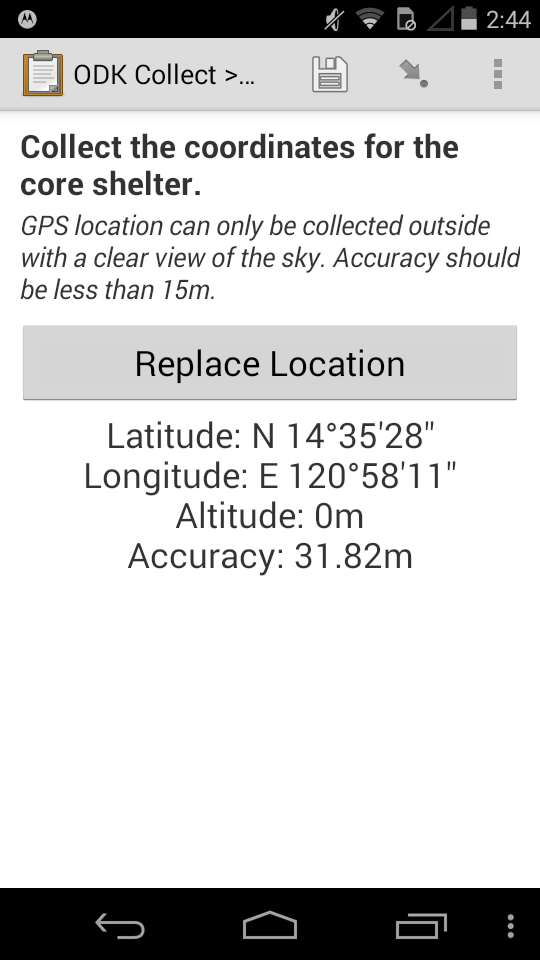 2:44
ODK Collect >...
Collect the coordinates for the
core shelter.
GPS location can only be collected outside
with a clear view of the sky. Accuracy should
be less than 15m.
Replace Location
Latitude: N 14°35'28"
Longitude: E 120°58'11"
Altitude: 0m
Accuracy: 31.82m